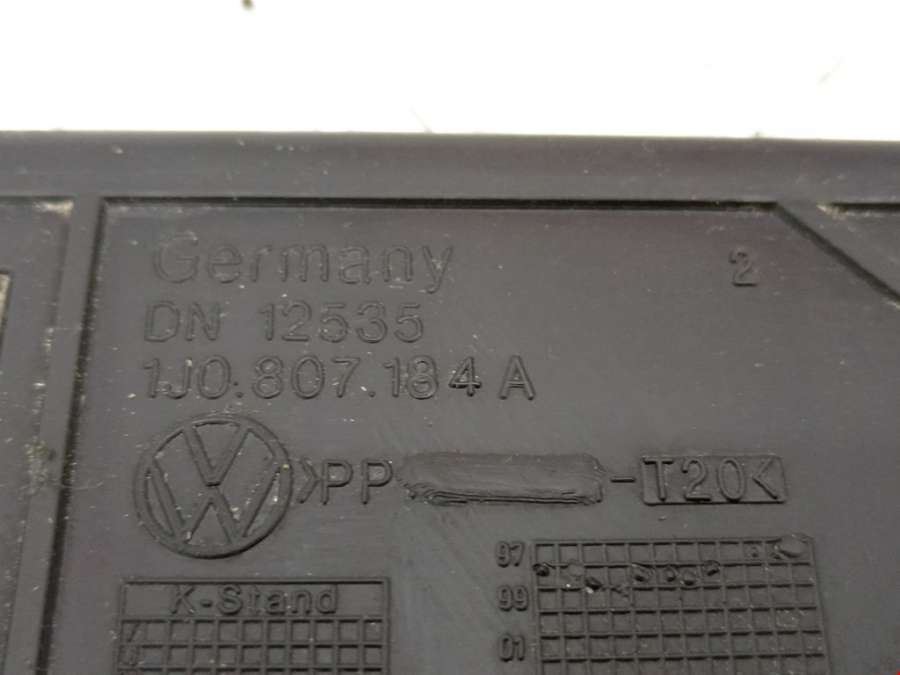 Germany
2
DN 12535
1J0.807.184 A
>PP
-T20<
K-Stand
97
99
01